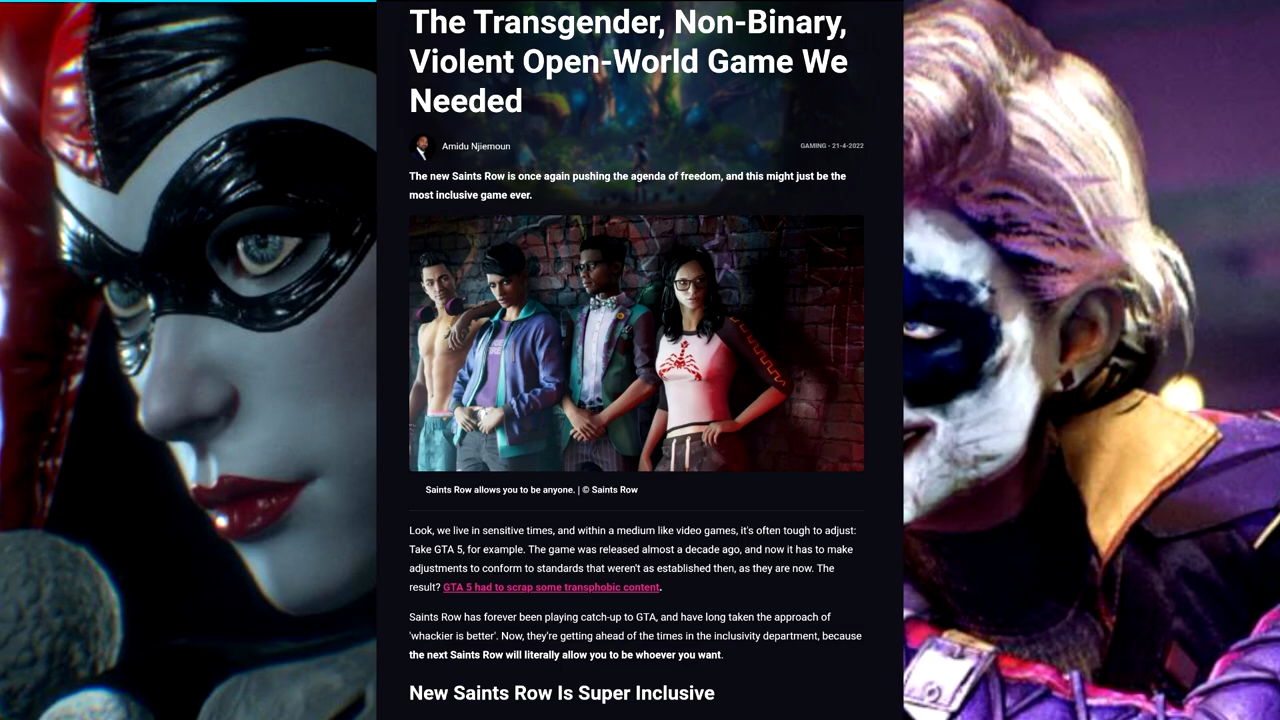 The Transgender, Non-Binary,
Violent Open-World Game We
Needed
Amidu Njiemoun
GAMING - 21-4-2022
The new Saints Row is once again pushing the agenda of freedom, and this might just be the
most inclusive game ever.
Saints Row allows you to be anyone. | © Saints Row
Look, we live in sensitive times, and within a medium like video games, it's often tough to adjust:
Take GTA 5, for example. The game was released almost a decade ago, and now it has to make
adjustments to conform to standards that weren't as established then, as they are now. The
result? GTA 5 had to scrap some transphobic content.
Saints Row has forever been playing catch-up to GTA, and have long taken the approach of
'whackier is better'. Now, they're getting ahead of the times in the inclusivity department, because
the next Saints Row will literally allow you to be whoever you want.
New Saints Row Is Super Inclusive